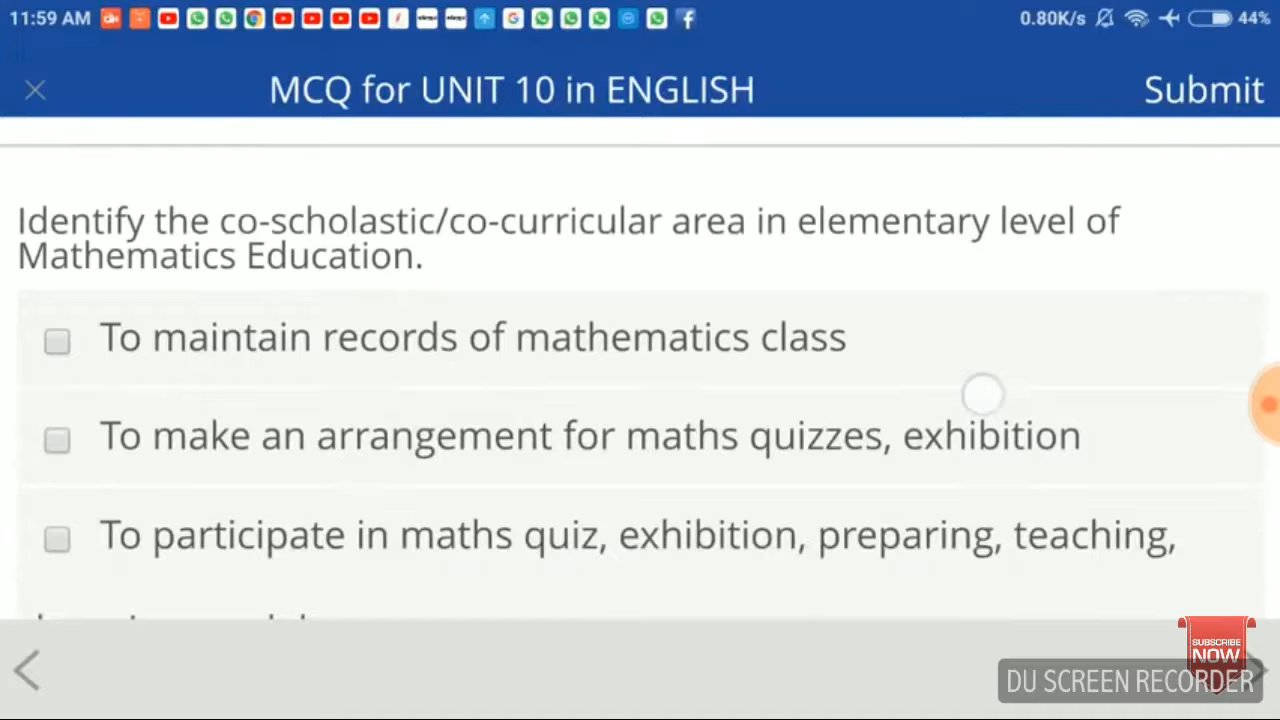 11:59 AM 0.80K/s 44%
MCQ for UNIT 10 in ENGLISH Submit
Identify the co-scholastic/co-curricular area in elementary level of
Mathematics Education.
To maintain records of mathematics class
To make an arrangement for maths quizzes, exhibition
To participate in maths quiz, exhibition, preparing, teaching,
SUBSCRIBE
NOW
DU SCREEN RECORDER